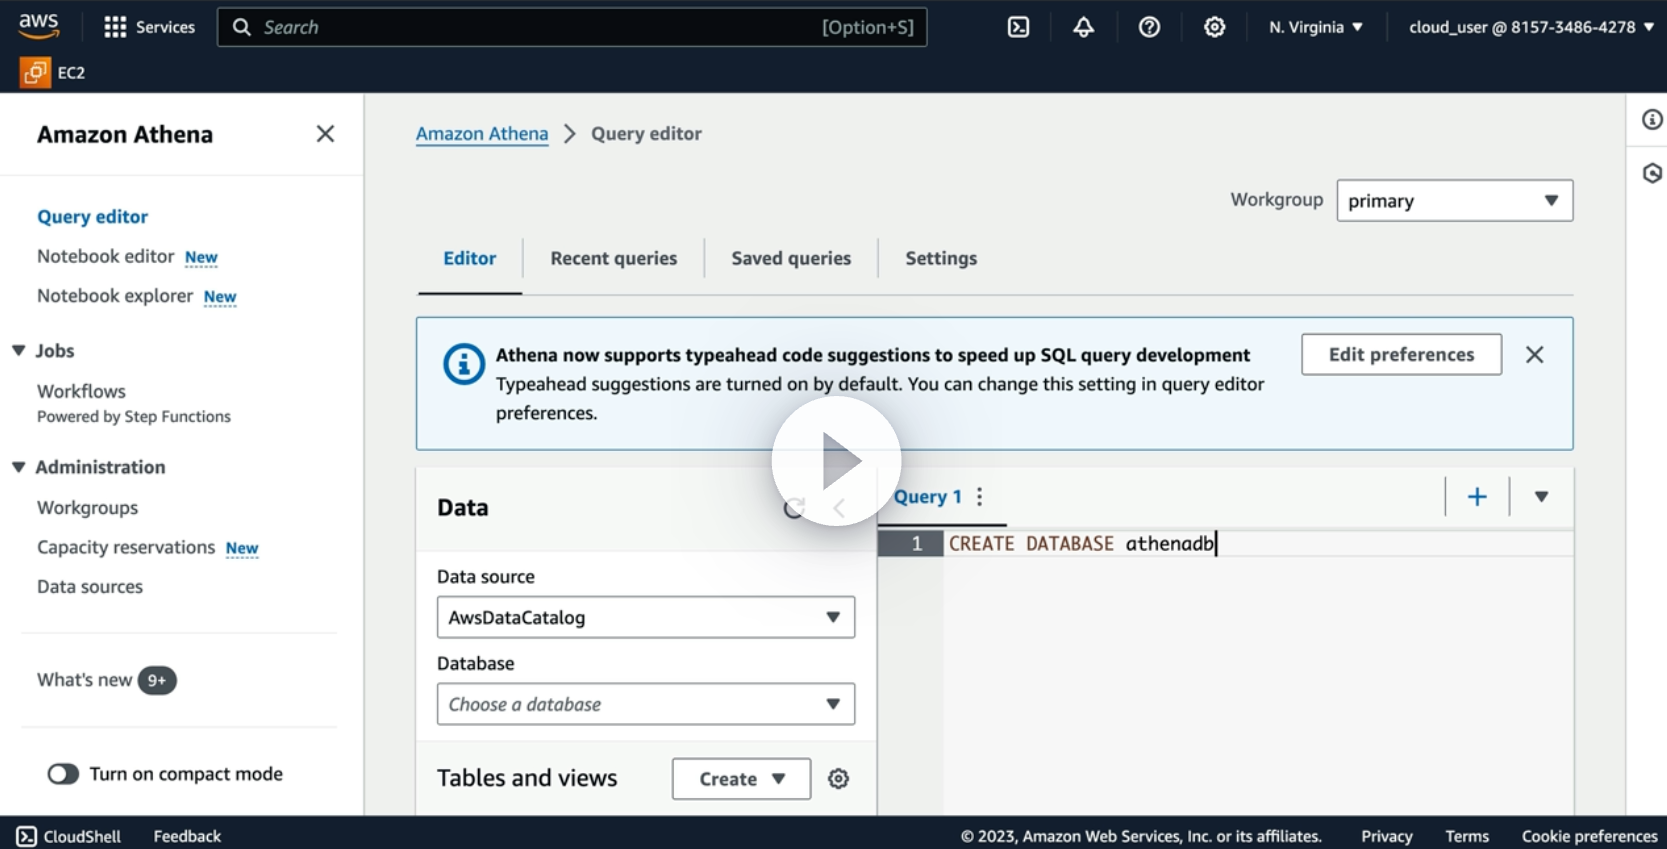 aws
Services
Search
[Option+S]
N. Virginia
cloud_user @ 8157-3486-4278
EC2
Amazon Athena
Query editor
Notebook editor New
Notebook explorer New
Jobs
Workflows
Powered by Step Functions
Administration
Workgroups
Capacity reservations New
Data sources
What's new 9+
Turn on compact mode
Amazon Athena > Query editor
Workgroup
primary
Editor
Recent queries
Saved queries
Settings
Athena now supports typeahead code suggestions to speed up SQL query development
Typeahead suggestions are turned on by default. You can change this setting in query editor
preferences.
Edit preferences
Data
Data source
AwsDataCatalog
Database
Choose a database
Tables and views
Create
Query 1
1 CREATE DATABASE athenadb
CloudShell
Feedback
© 2023, Amazon Web Services, Inc. or its affiliates.
Privacy
Terms
Cookie preferences